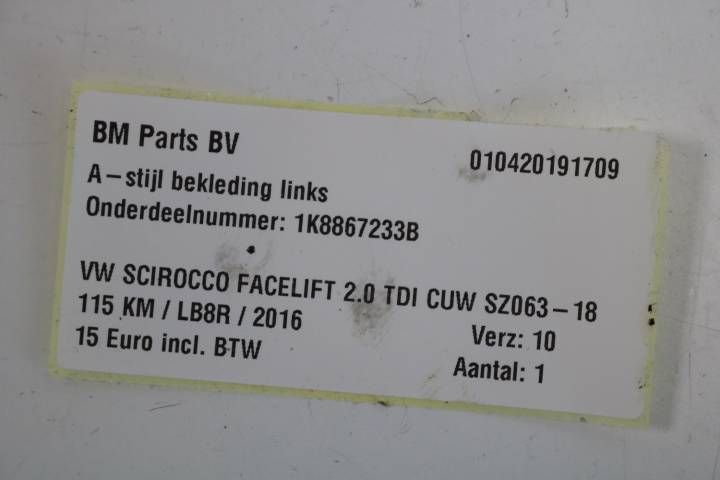 BM Parts BV
010420191709
A-stijl bekleding links
Onderdeelnummer: 1K8867233B
VW SCIROCCO FACELIFT 2.0 TDI CUW SZ063-18
115 KM / LB8R / 2016
Verz: 10
15 Euro incl. BTW
Aantal: 1